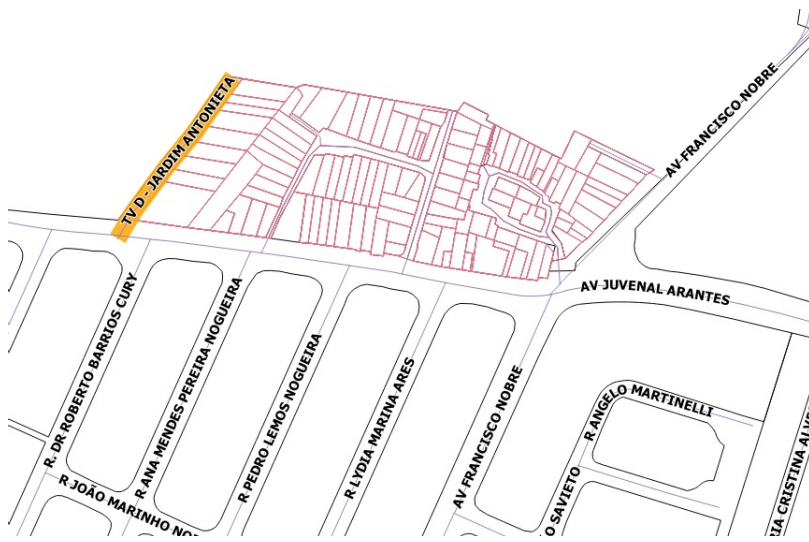 TV D - JARDIM ANTONIETA
AV FRANCISCO NOBRE
AV JUVENAL ARANTES
R. DR ROBERTO BARRIOS CURY
R ANA MENDES PEREIRA NOGUEIRA
R PEDRO LEMOS NOGUEIRA
R LYDIA MARINA ARES
AV FRANCISCO NOBRE
R ANGELO MARTINELLI
R JOÃO MARINHO NO
O SAVIETO
RIA CRISTINA ALVE